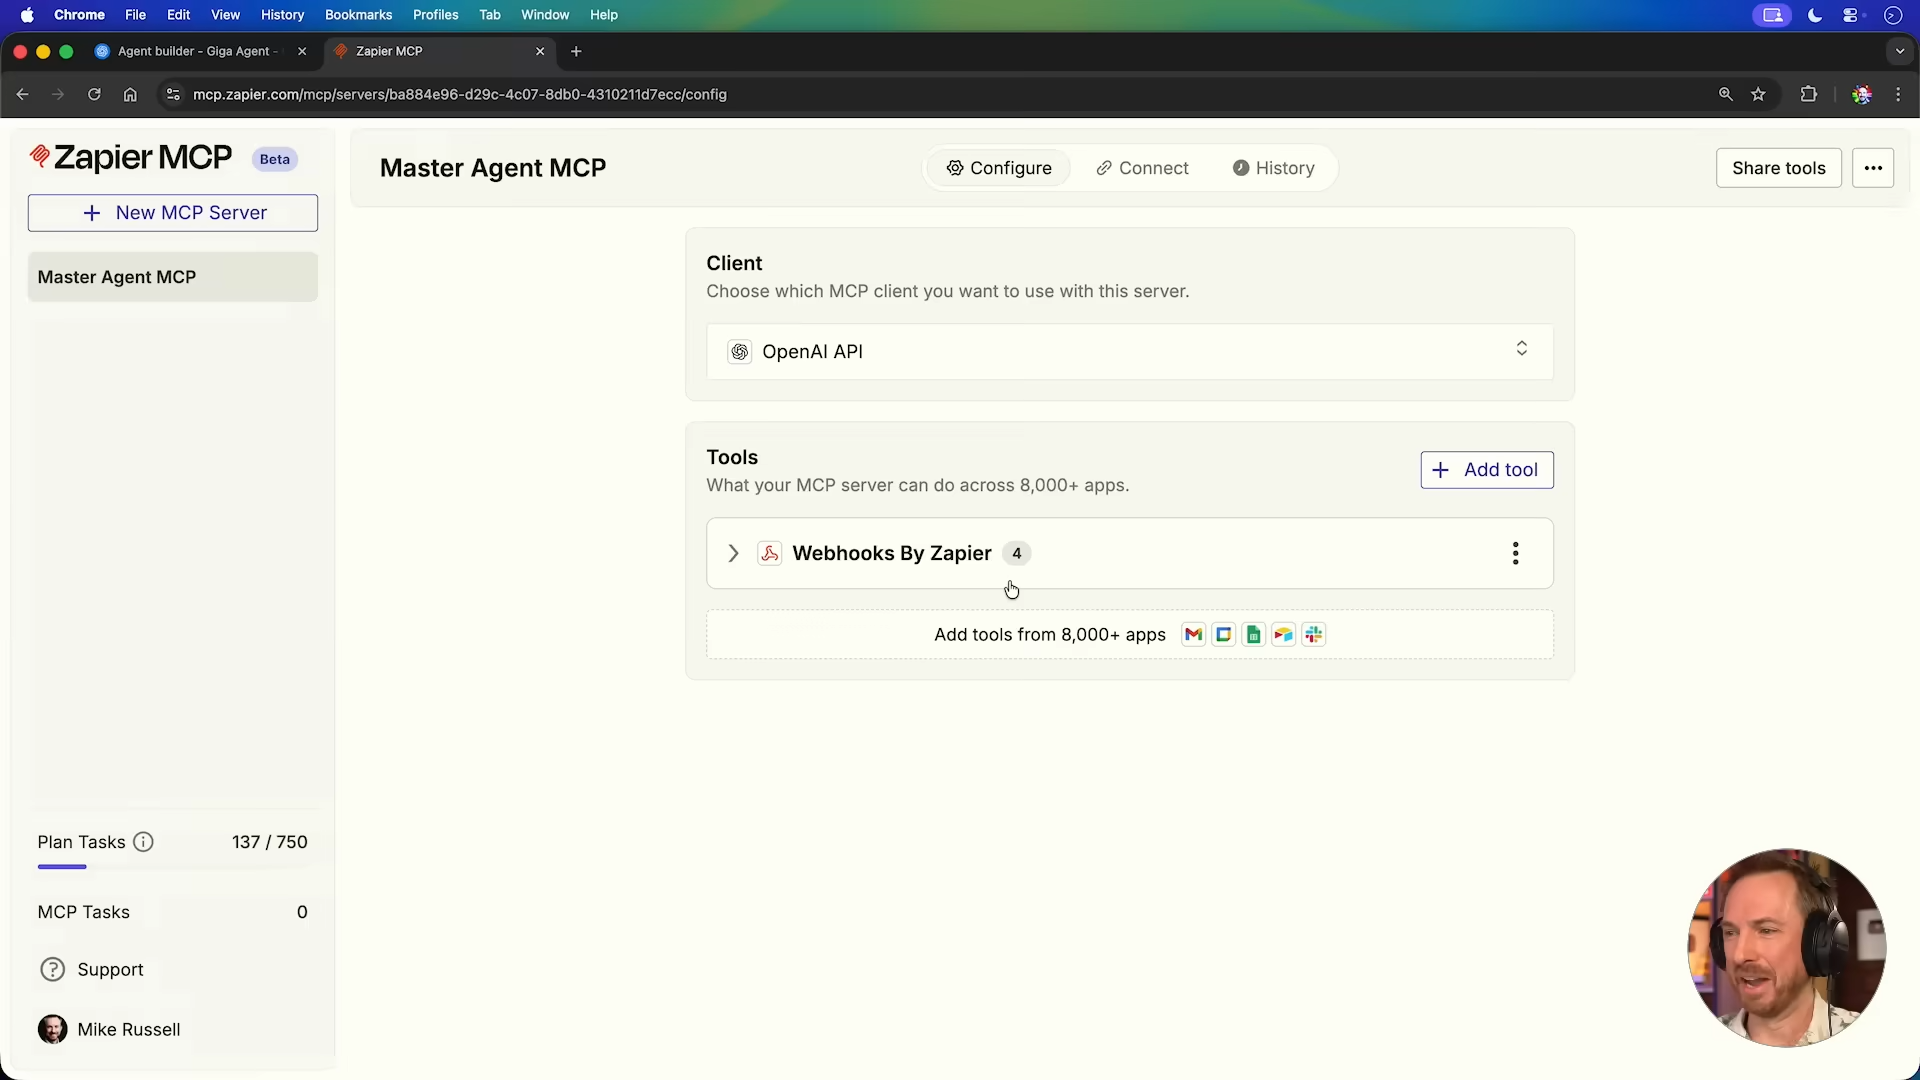 Chrome File Edit View History Bookmarks Profiles Tab Window Help
Agent builder - Giga Agent -
Zapier MCP
mcp.zapier.com/mcp/servers/ba884e96-d29c-4c07-8db0-4310211d7ecc/config
Zapier MCP Beta
+ New MCP Server
Master Agent MCP
Plan Tasks 137 / 750
MCP Tasks 0
Support
Mike Russell
Master Agent MCP
Configure
Connect
History
Share tools
Client
Choose which MCP client you want to use with this server.
OpenAI API
Tools
What your MCP server can do across 8,000+ apps.
+ Add tool
Webhooks By Zapier 4
Add tools from 8,000+ apps